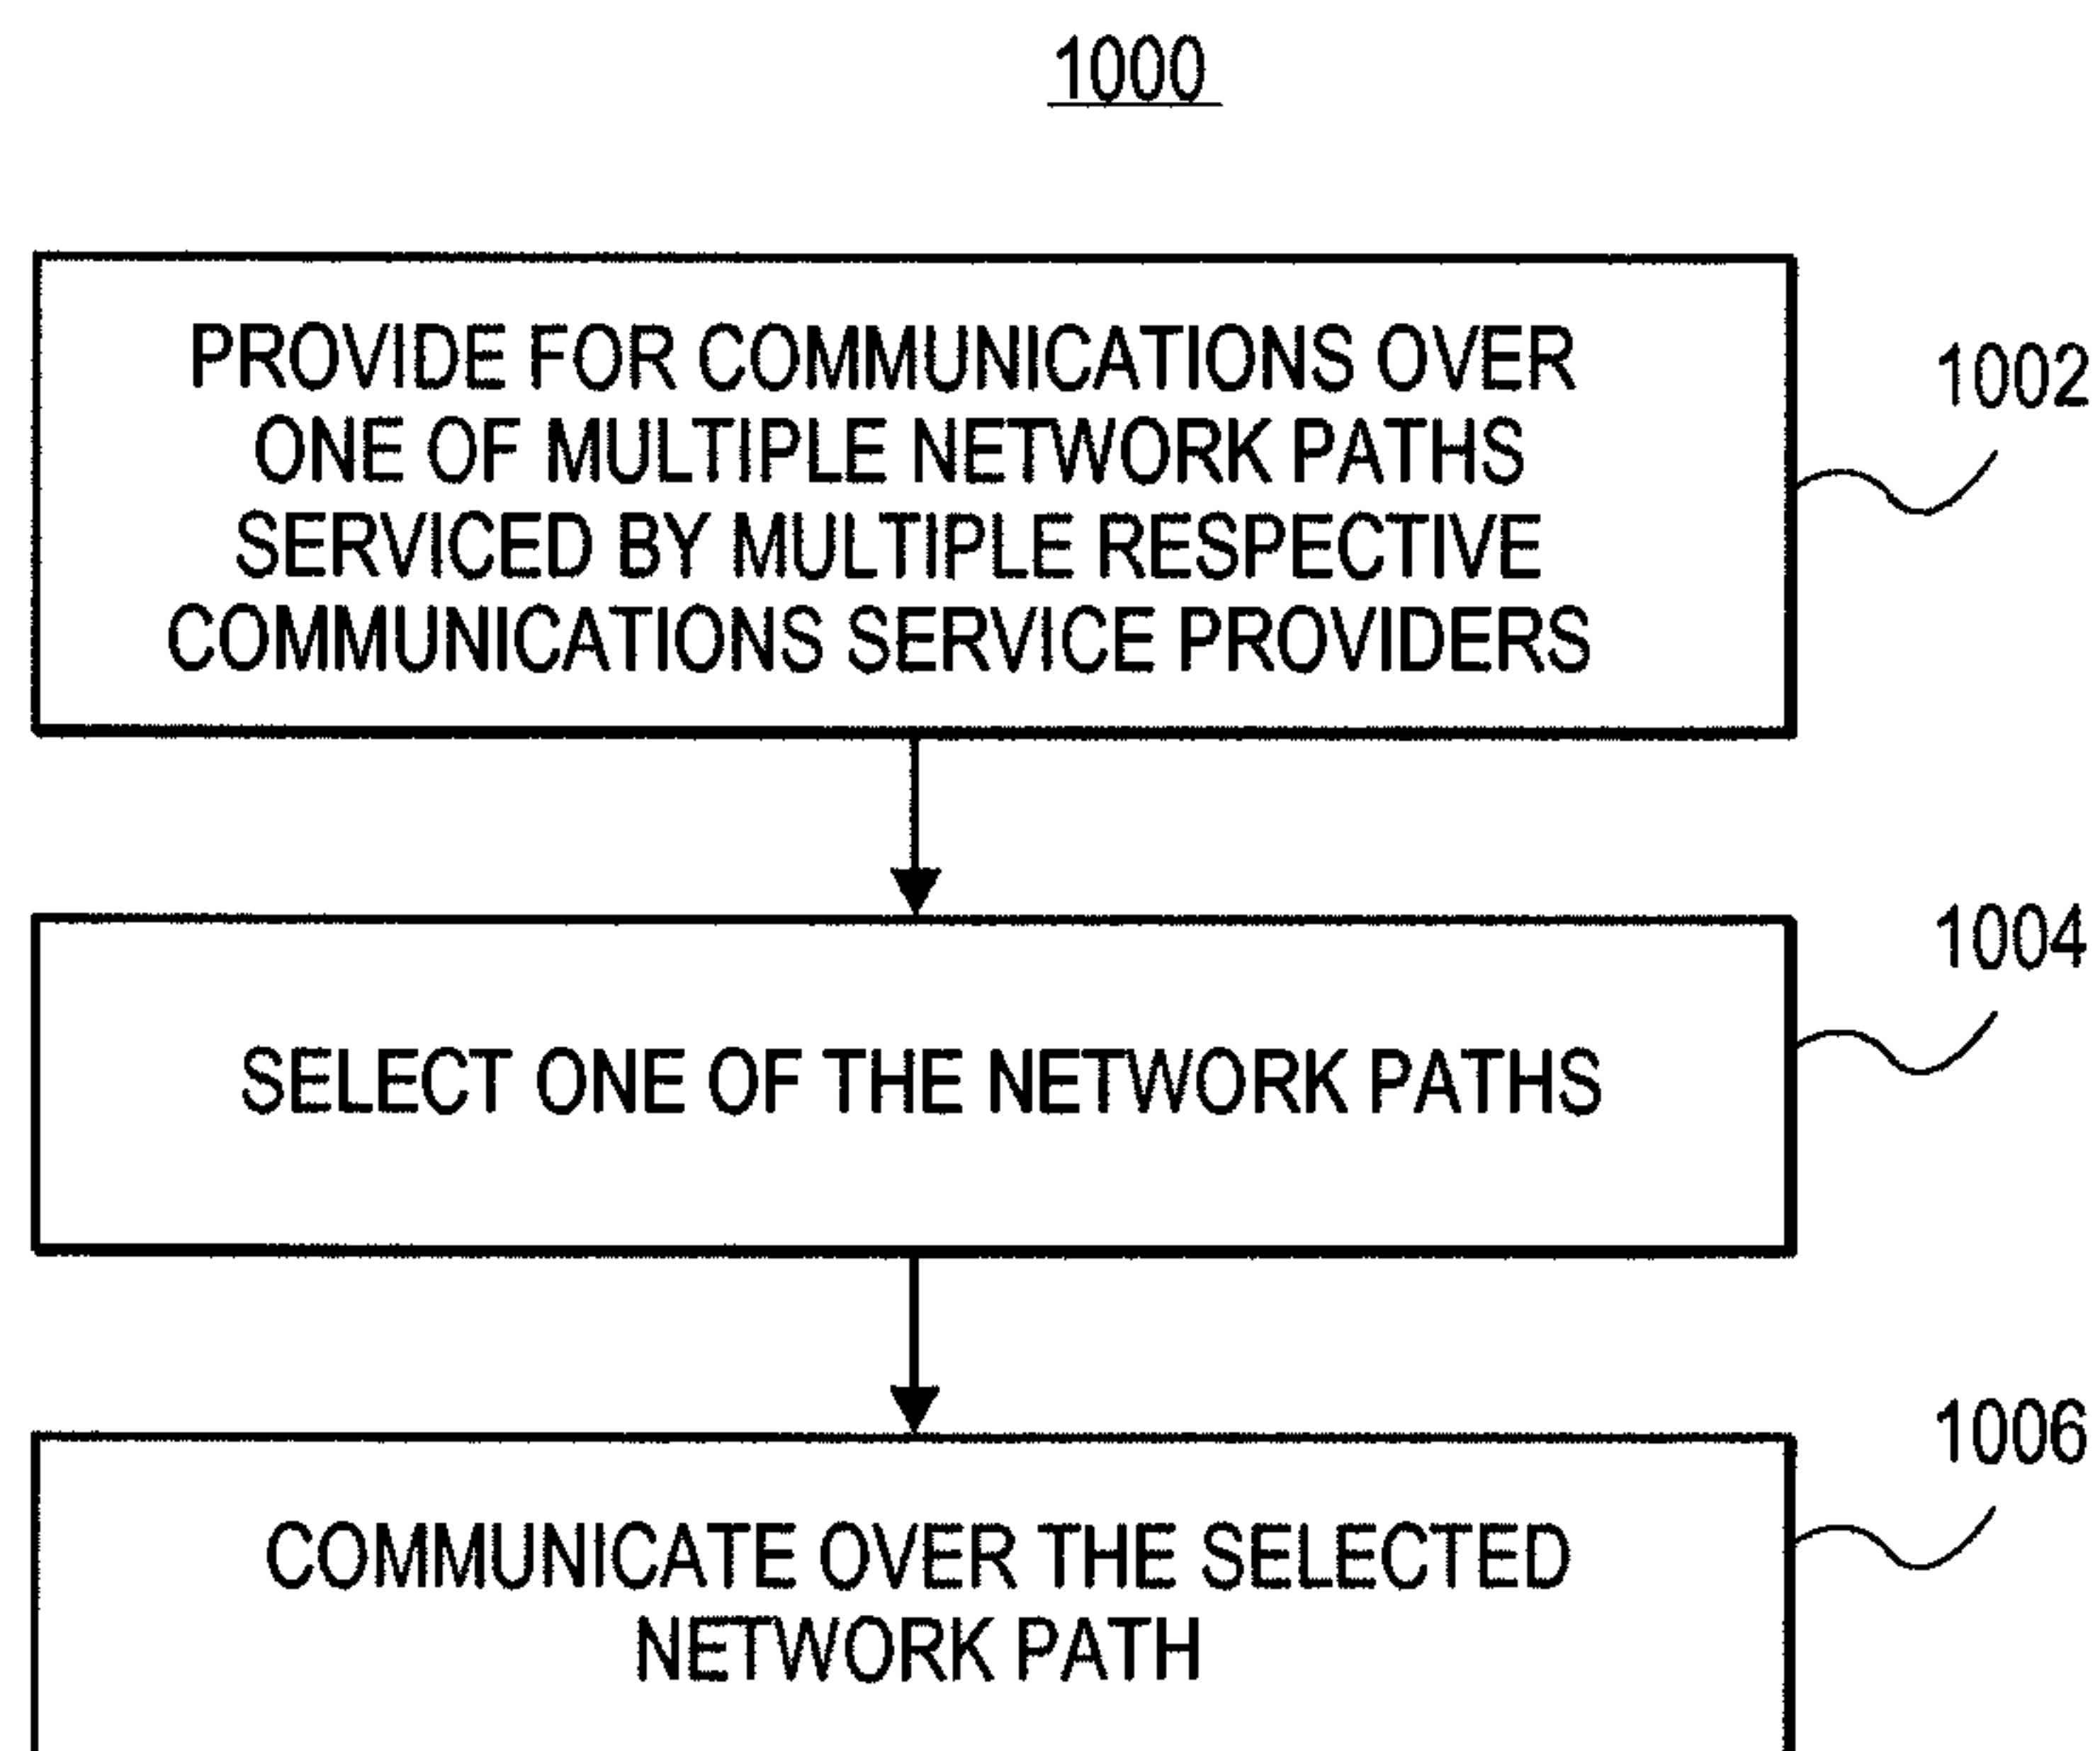 1000
PROVIDE FOR COMMUNICATIONS OVER
ONE OF MULTIPLE NETWORK PATHS
SERVICED BY MULTIPLE RESPECTIVE
COMMUNICATIONS SERVICE PROVIDERS
1002
SELECT ONE OF THE NETWORK PATHS
1004
COMMUNICATE OVER THE SELECTED
NETWORK PATH
1006